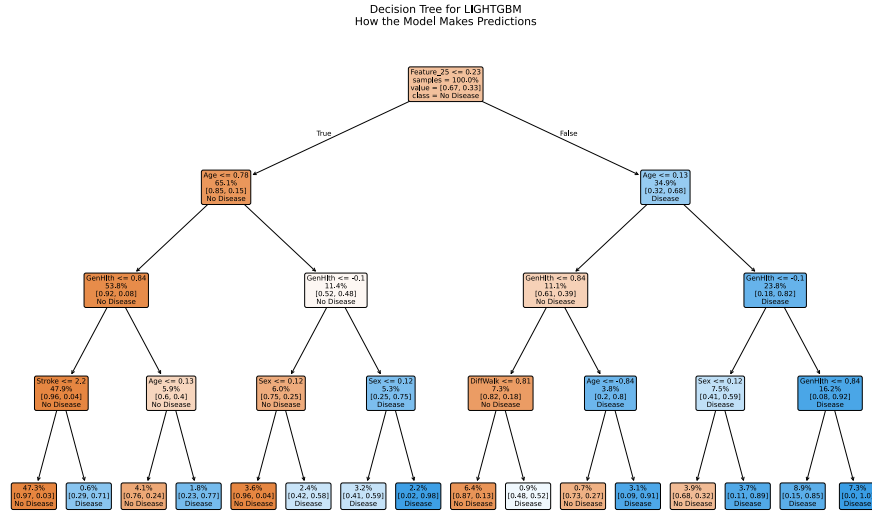 Decision Tree for LIGHTGBM
How the Model Makes Predictions
Feature_25 <= 0.23
samples = 100.0%
value = [0.67, 0.33]
class = No Disease
True
False
Age <= 0.78
65.1%
[0.85, 0.15]
No Disease
Age <= 0.13
34.9%
[0.32, 0.68]
Disease
GenHlth <= 0.84
53.8%
[0.92, 0.08]
No Disease
GenHlth <= -0.1
11.4%
[0.52, 0.48]
No Disease
GenHlth <= 0.84
11.1%
[0.61, 0.39]
No Disease
GenHlth <= -0.1
23.8%
[0.18, 0.82]
Disease
Stroke <= 2.2
47.9%
[0.96, 0.04]
No Disease
Age <= 0.13
5.9%
[0.6, 0.4]
No Disease
Sex <= 0.12
6.0%
[0.75, 0.25]
No Disease
Sex <= 0.12
5.3%
[0.25, 0.75]
Disease
DiffWalk <= 0.81
7.3%
[0.82, 0.18]
No Disease
Age <= -0.84
3.8%
[0.2, 0.8]
Disease
Sex <= 0.12
7.5%
[0.41, 0.59]
Disease
GenHlth <= 0.84
16.2%
[0.08, 0.92]
Disease
47.3%
[0.97, 0.03]
No Disease
0.6%
[0.29, 0.71]
Disease
4.1%
[0.76, 0.24]
No Disease
1.8%
[0.23, 0.77]
Disease
3.6%
[0.96, 0.04]
No Disease
2.4%
[0.42, 0.58]
Disease
3.2%
[0.41, 0.59]
Disease
2.2%
[0.02, 0.98]
Disease
6.4%
[0.87, 0.13]
No Disease
0.9%
[0.48, 0.52]
Disease
0.7%
[0.73, 0.27]
No Disease
3.1%
[0.09, 0.91]
Disease
3.9%
[0.68, 0.32]
No Disease
3.7%
[0.11, 0.89]
Disease
8.9%
[0.15, 0.85]
Disease
7.3%
[0.0, 1.0
Disease